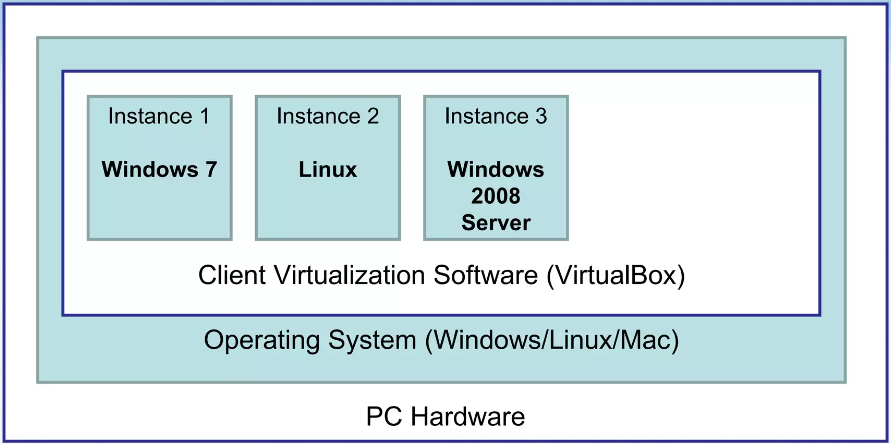 Instance 1
Windows 7
Instance 2
Linux
Instance 3
Windows
2008
Server
Client Virtualization Software (VirtualBox)
Operating System (Windows/Linux/Mac)
PC Hardware